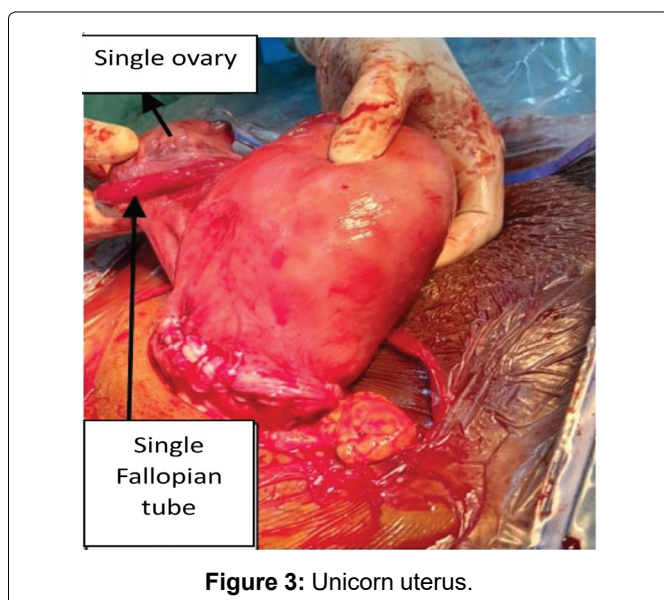 Single ovary
Single
Fallopian
tube
Figure 3: Unicorn uterus.